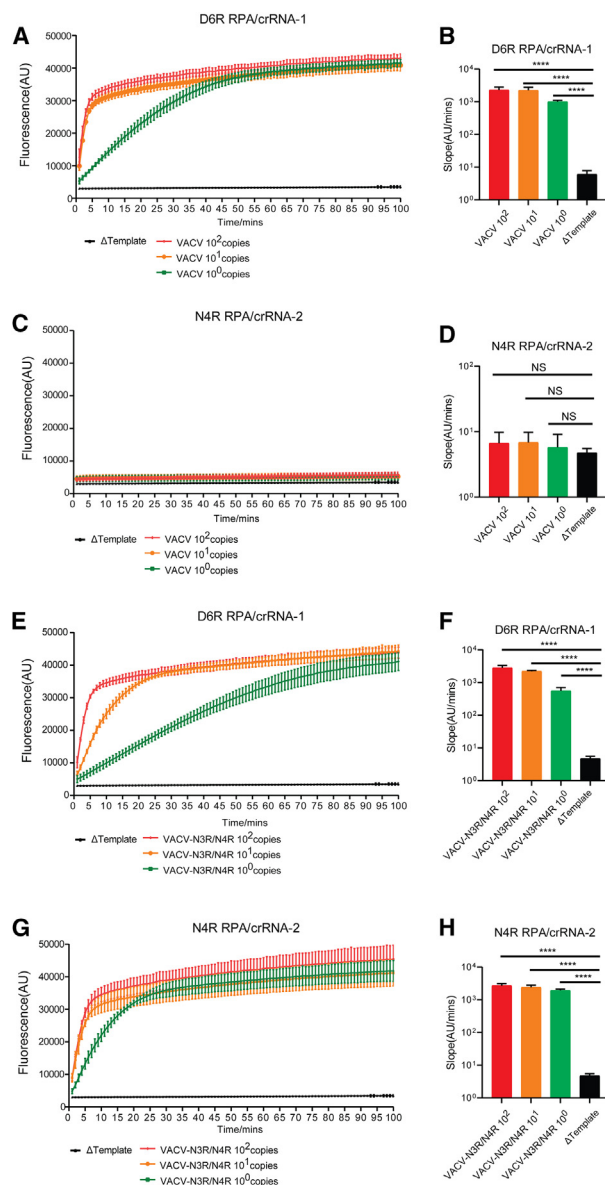 A
D6R RPA/crRNA-1
Fluorescence(AU)
50000
40000
30000
20000
10000
0
0 5 10 15 20 25 30 35 40 45 50 55 60 65 70 75 80 85 90 95 100
Time/mins
ΔTemplate
VACV 10²copies
VACV 10¹copies
VACV 10⁰copies
B
D6R RPA/crRNA-1
****
****
****
Slope(AU/mins)
10⁴
10³
10²
10¹
10⁰
VACV 10²
VACV 10¹
VACV 10⁰
ΔTemplate
C
N4R RPA/crRNA-2
Fluorescence(AU)
50000
40000
30000
20000
10000
0
0 5 10 15 20 25 30 35 40 45 50 55 60 65 70 75 80 85 90 95 100
Time/mins
ΔTemplate
VACV 10²copies
VACV 10¹copies
VACV 10⁰copies
D
N4R RPA/crRNA-2
NS
NS
NS
Slope(AU/mins)
10²
10¹
10⁰
VACV 10²
VACV 10¹
VACV 10⁰
ΔTemplate
E
D6R RPA/crRNA-1
Fluorescence(AU)
50000
40000
30000
20000
10000
0
0 5 10 15 20 25 30 35 40 45 50 55 60 65 70 75 80 85 90 95 100
Time/mins
ΔTemplate
VACV-N3R/N4R 10²copies
VACV-N3R/N4R 10¹copies
VACV-N3R/N4R 10⁰copies
F
D6R RPA/crRNA-1
****
****
****
Slope(AU/mins)
10⁴
10³
10²
10¹
10⁰
VACV-N3R/N4R 10²
VACV-N3R/N4R 10¹
VACV-N3R/N4R 10⁰
ΔTemplate
G
N4R RPA/crRNA-2
Fluorescence(AU)
50000
40000
30000
20000
10000
0
0 5 10 15 20 25 30 35 40 45 50 55 60 65 70 75 80 85 90 95 100
Time/mins
ΔTemplate
VACV-N3R/N4R 10²copies
VACV-N3R/N4R 10¹copies
VACV-N3R/N4R 10⁰copies
H
N4R RPA/crRNA-2
****
****
****
Slope(AU/mins)
10⁴
10³
10²
10¹
10⁰
VACV-N3R/N4R 10²
VACV-N3R/N4R 10¹
VACV-N3R/N4R 10⁰
ΔTemplate